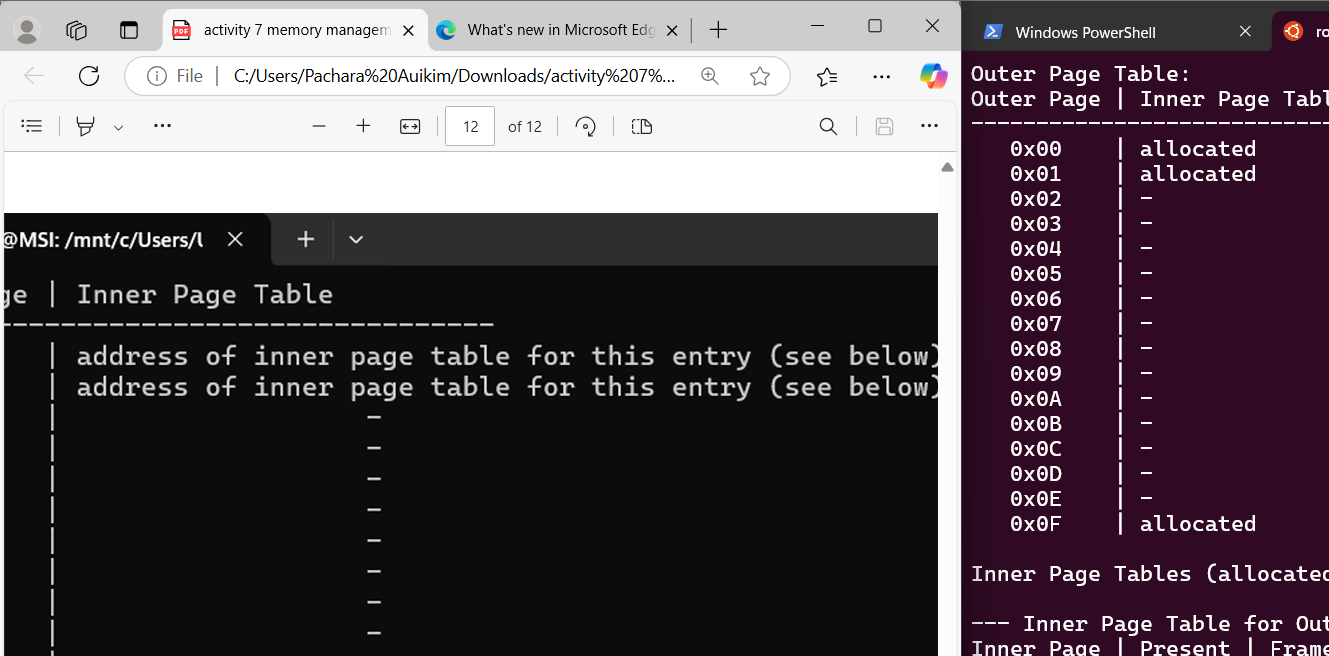 activity 7 memory managem
What's new in Microsoft Edg
File
C:/Users/Pachara%20Auikim/Downloads/activity%207%...
12
of 12
@MSI: /mnt/c/Users/l
ge | Inner Page Table
-------------------------------
| address of inner page table for this entry (see below)
| address of inner page table for this entry (see below)
| -
| -
| -
| -
| -
| -
| -
| -
Windows PowerShell
ro
Outer Page Table:
Outer Page | Inner Page Tabl
----------------------------
0x00 | allocated
0x01 | allocated
0x02 | -
0x03 | -
0x04 | -
0x05 | -
0x06 | -
0x07 | -
0x08 | -
0x09 | -
0x0A | -
0x0B | -
0x0C | -
0x0D | -
0x0E | -
0x0F | allocated
Inner Page Tables (allocated
--- Inner Page Table for Out
Inner Page | Present | Frame